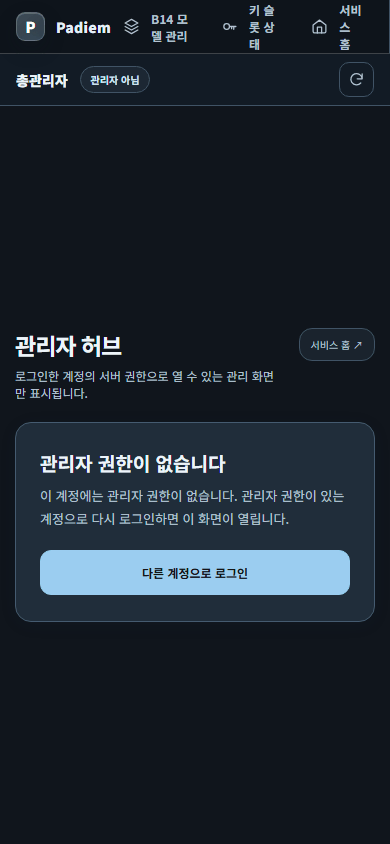 P Padiem
B14 모
델 관리
키 슬
롯 상
태
서비
스
홈
총관리자 관리자 아님
관리자 허브
서비스 홈 ↗
로그인한 계정의 서버 권한으로 열 수 있는 관리 화면
만 표시됩니다.
관리자 권한이 없습니다
이 계정에는 관리자 권한이 없습니다. 관리자 권한이 있는
계정으로 다시 로그인하면 이 화면이 열립니다.
다른 계정으로 로그인